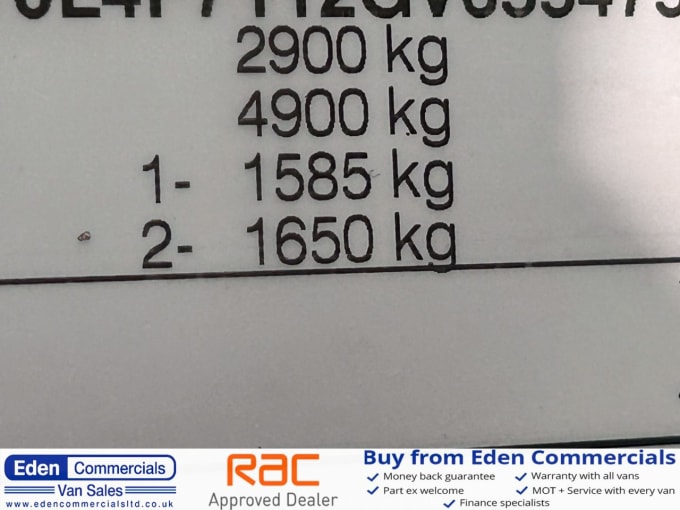 2900 kg
4900 kg
1- 1585 kg
2- 1650 kg
Eden Commercials
Van Sales
www.edencommercialsltd.co.uk
RAC
Approved Dealer
Buy from Eden Commercials
✓ Money back guarantee ✓ Warranty with all vans
✓ Part ex welcome ✓ MOT + Service with every van
✓ Finance specialists